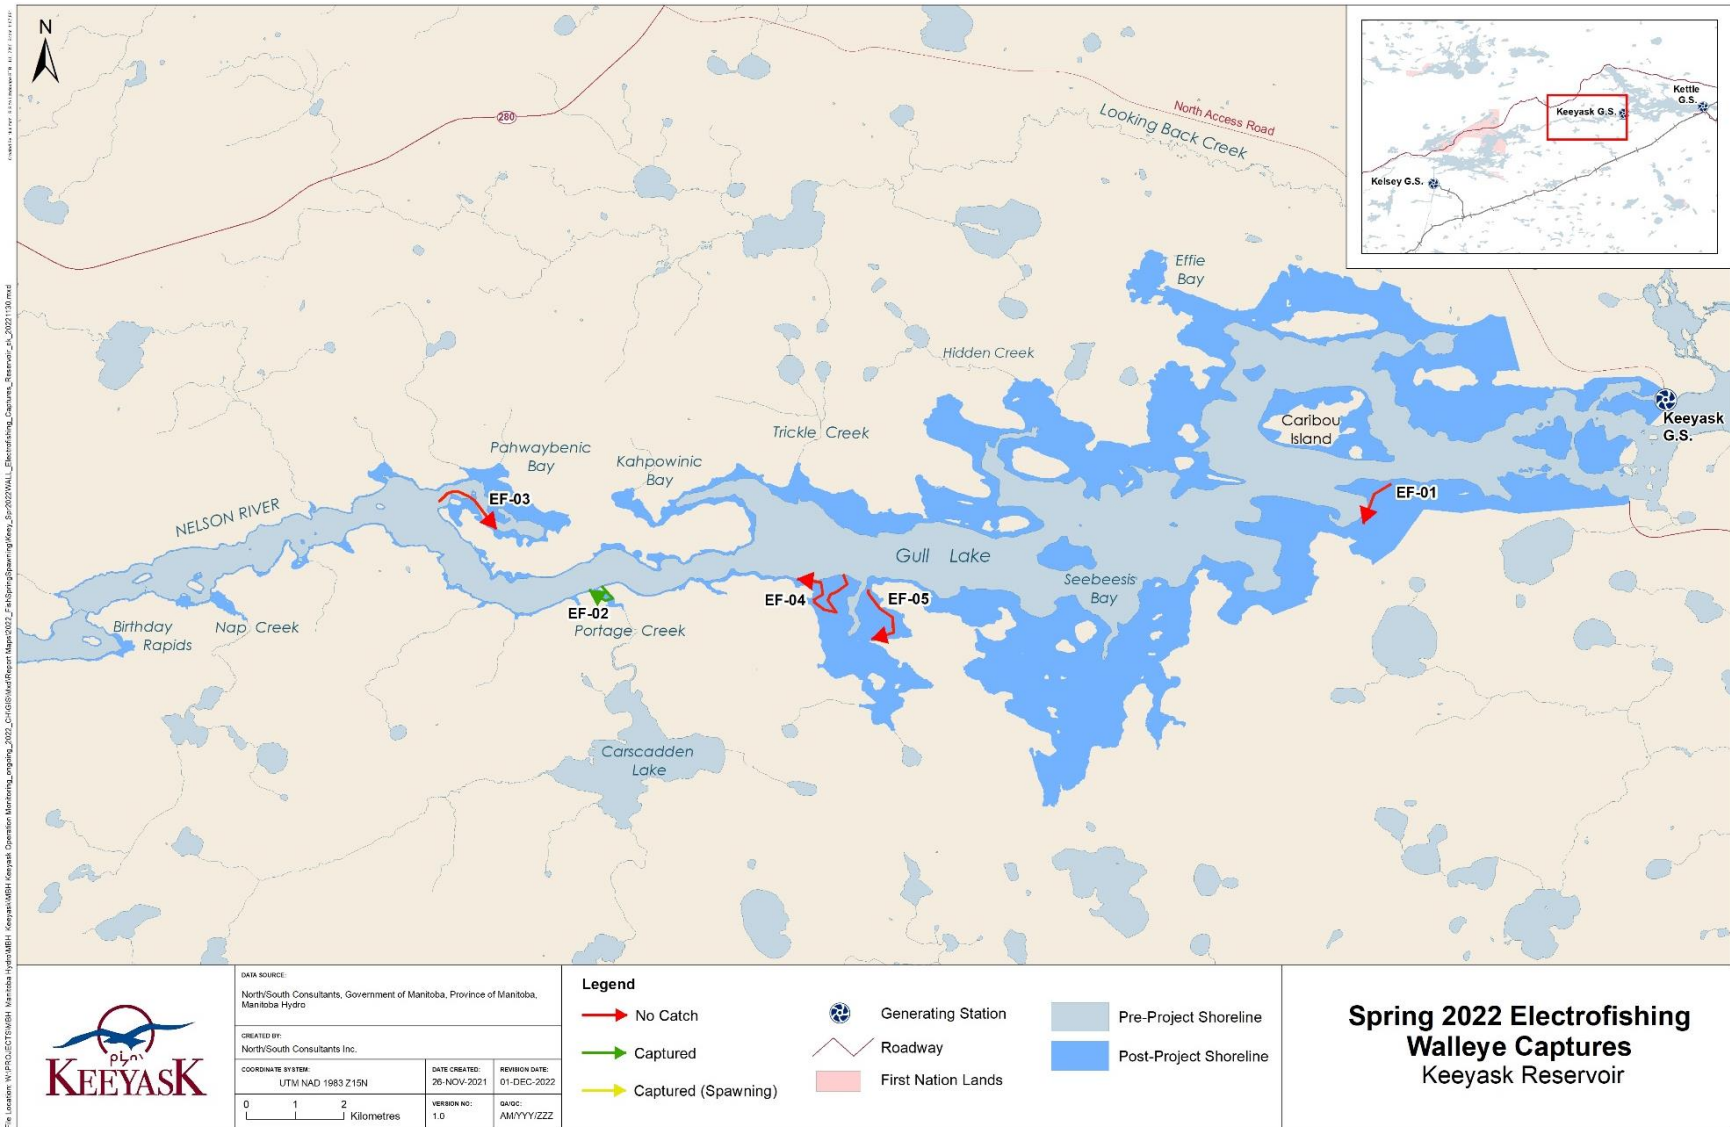 N
280
North Access Road
Looking Back Creek
Kettle
G.S.
Keeyask G.S.
Kelsey G.S.
Effie
Bay
Hidden Creek
Caribou
Island
Keeyask
G.S.
Trickle Creek
Pahwaybenic
Bay
Kahpowinic
Bay
EF-03
EF-01
NELSON RIVER
Gull Lake
Seebeesis
Bay
EF-04
EF-05
EF-02
Portage Creek
Birthday
Rapids
Nap Creek
Carscadden
Lake
KEEYASK
DATA SOURCE:
North/South Consultants, Government of Manitoba, Province of Manitoba,
Manitoba Hydro
CREATED BY:
North/South Consultants Inc.
COORDINATE SYSTEM:
UTM NAD 1983 Z15N
DATE CREATED:
26-NOV-2021
REVISION DATE:
01-DEC-2022
0 1 2
Kilometres
VERSION NO:
1.0
QA/QC:
AM/YYY/ZZZ
Legend
No Catch
Captured
Captured (Spawning)
Generating Station
Roadway
First Nation Lands
Pre-Project Shoreline
Post-Project Shoreline
Spring 2022 Electrofishing
Walleye Captures
Keeyask Reservoir